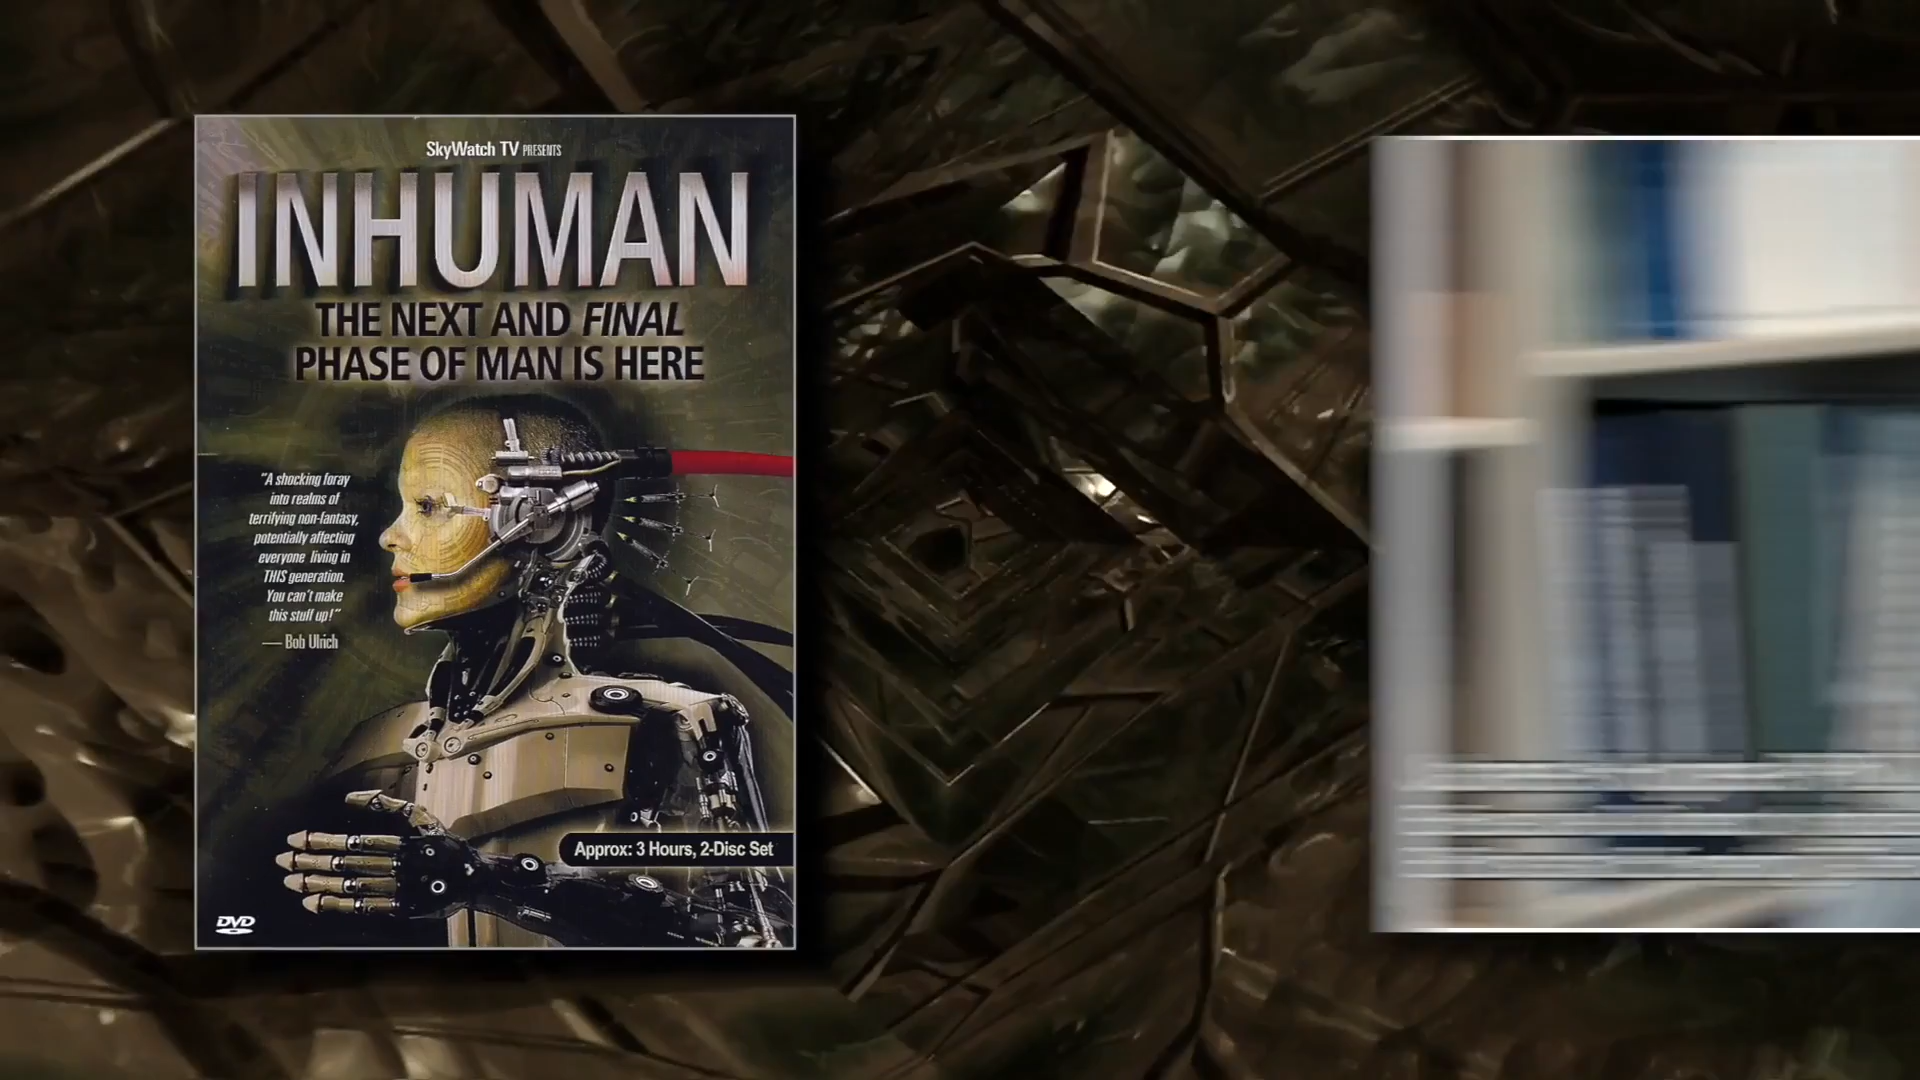 SkyWatch TV PRESENTS
INHUMAN
THE NEXT AND FINAL
PHASE OF MAN IS HERE
"A shocking foray
into realms of
terrifying non-fantasy,
potentially affecting
everyone living in
THIS generation.
You can't make
this stuff up!"
— Bob Ulrich
Approx: 3 Hours, 2-Disc Set
DVD